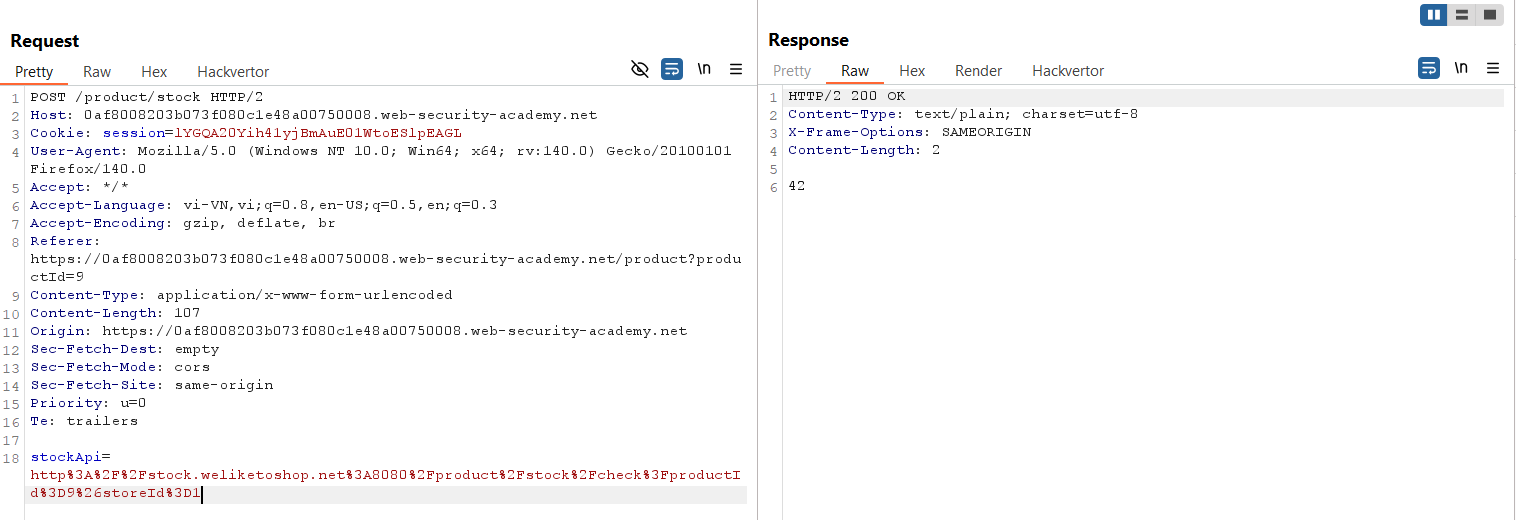 Request
Pretty Raw Hex Hackvertor
\n
1 POST /product/stock HTTP/2
2 Host: 0af8008203b073f080c1e48a00750008.web-security-academy.net
3 Cookie: session=lYGQA20Yih41yjBmAuE01WtoESlpEAGL
4 User-Agent: Mozilla/5.0 (Windows NT 10.0; Win64; x64; rv:140.0) Gecko/20100101
Firefox/140.0
5 Accept: */*
6 Accept-Language: vi-VN,vi;q=0.8,en-US;q=0.5,en;q=0.3
7 Accept-Encoding: gzip, deflate, br
8 Referer:
https://0af8008203b073f080c1e48a00750008.web-security-academy.net/product?produ
ctId=9
9 Content-Type: application/x-www-form-urlencoded
10 Content-Length: 107
11 Origin: https://0af8008203b073f080c1e48a00750008.web-security-academy.net
12 Sec-Fetch-Dest: empty
13 Sec-Fetch-Mode: cors
14 Sec-Fetch-Site: same-origin
15 Priority: u=0
16 Te: trailers
17
18 stockApi=
http%3A%2F%2Fstock.weliketoshop.net%3A8080%2Fproduct%2Fstock%2Fcheck%3FproductI
d%3D9%26storeId%3D1
Response
Pretty Raw Hex Render Hackvertor
\n
1 HTTP/2 200 OK
2 Content-Type: text/plain; charset=utf-8
3 X-Frame-Options: SAMEORIGIN
4 Content-Length: 2
5
6 42